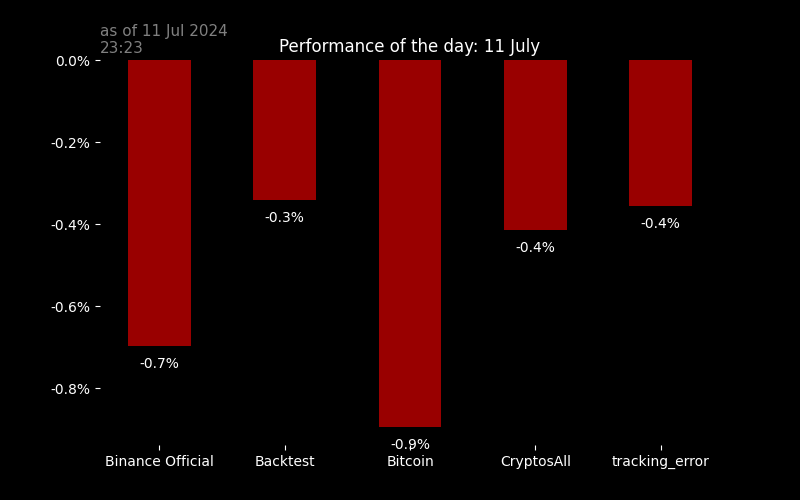 as of 11 Jul 2024
23:23
Performance of the day: 11 July
0.0%
-0.2%
-0.4%
-0.6%
-0.8%
-0.7%
-0.3%
-0.9%
-0.4%
-0.4%
Binance Official
Backtest
Bitcoin
CryptosAll
tracking_error